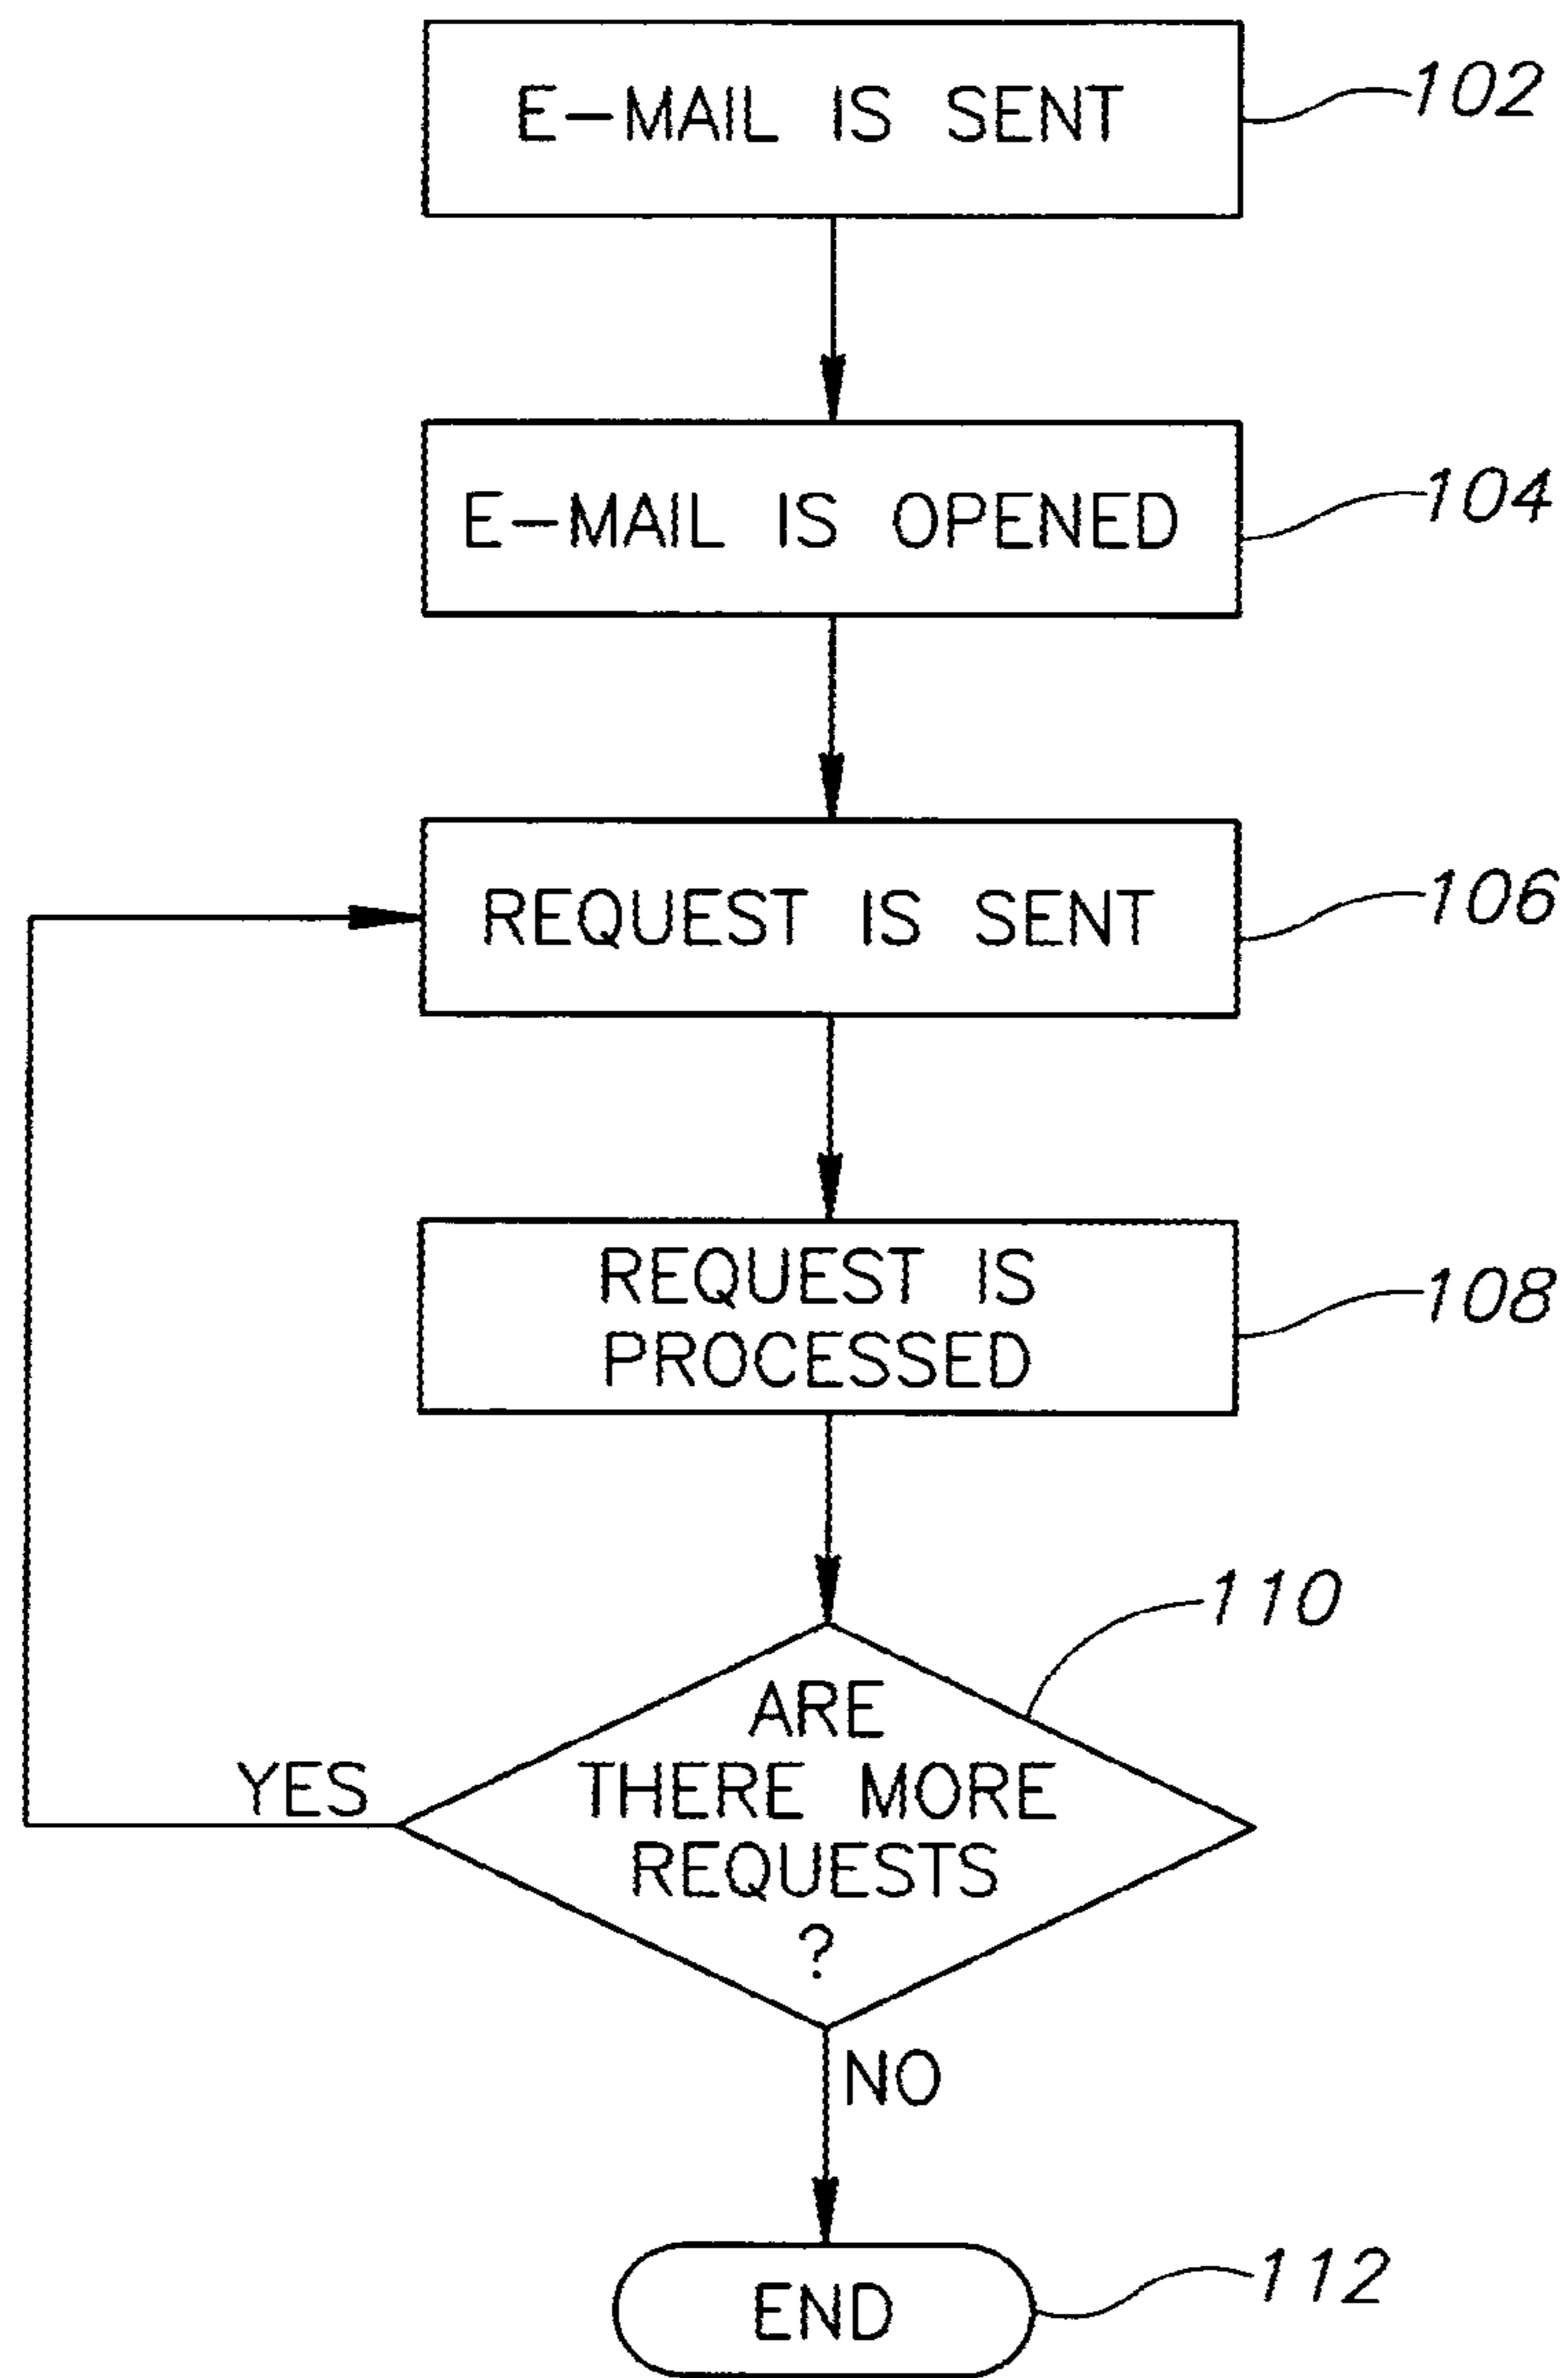 E-MAIL IS SENT
102
E-MAIL IS OPENED
104
REQUEST IS SENT
106
REQUEST IS
PROCESSED
108
110
ARE
THERE MORE
REQUESTS
?
YES
NO
END
112